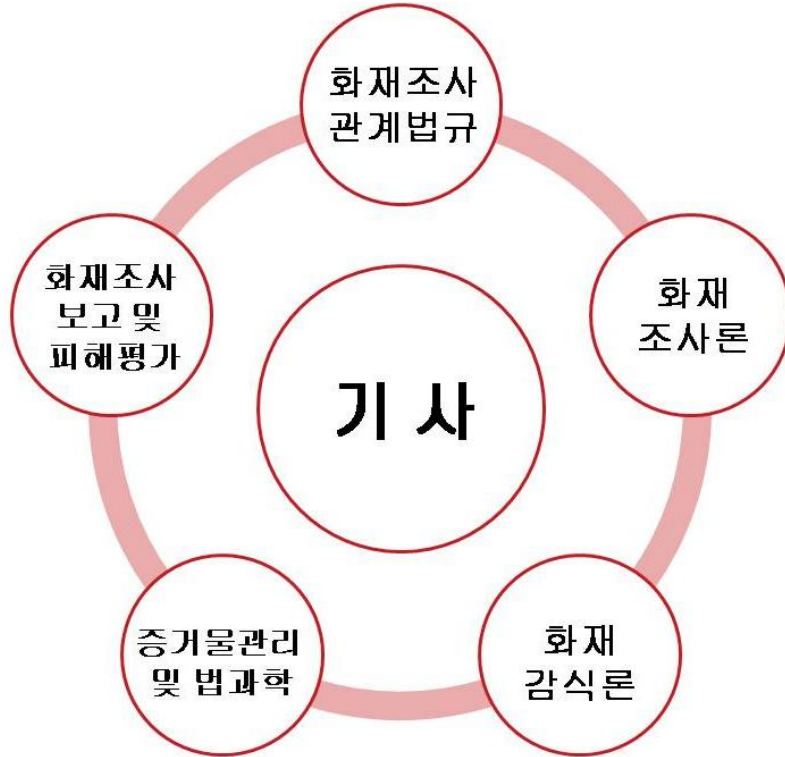 화재조사
관계법규
화재
조사론
화재
감식론
증거물관리
및 법과학
화재조사
보고 및
피해평가
기 사